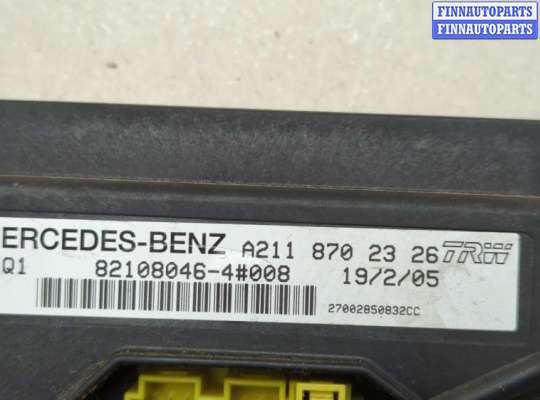 FINNAUTOPARTS
FINNAUTOPARTS
ERCEDES-BENZ A211 870 23 26 TRW
Q1 82108046-4#008 19/2/05
27002850832CC